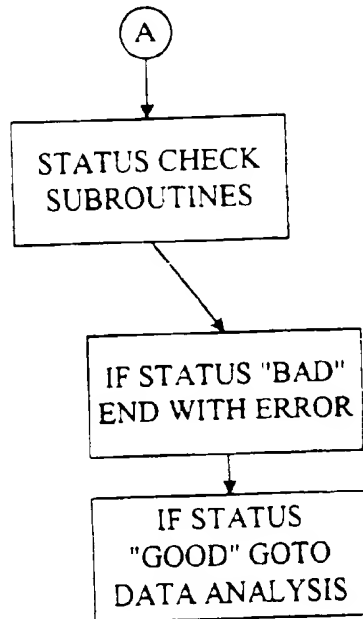 A
STATUS CHECK
SUBROUTINES
IF STATUS "BAD"
END WITH ERROR
IF STATUS
"GOOD" GOTO
DATA ANALYSIS